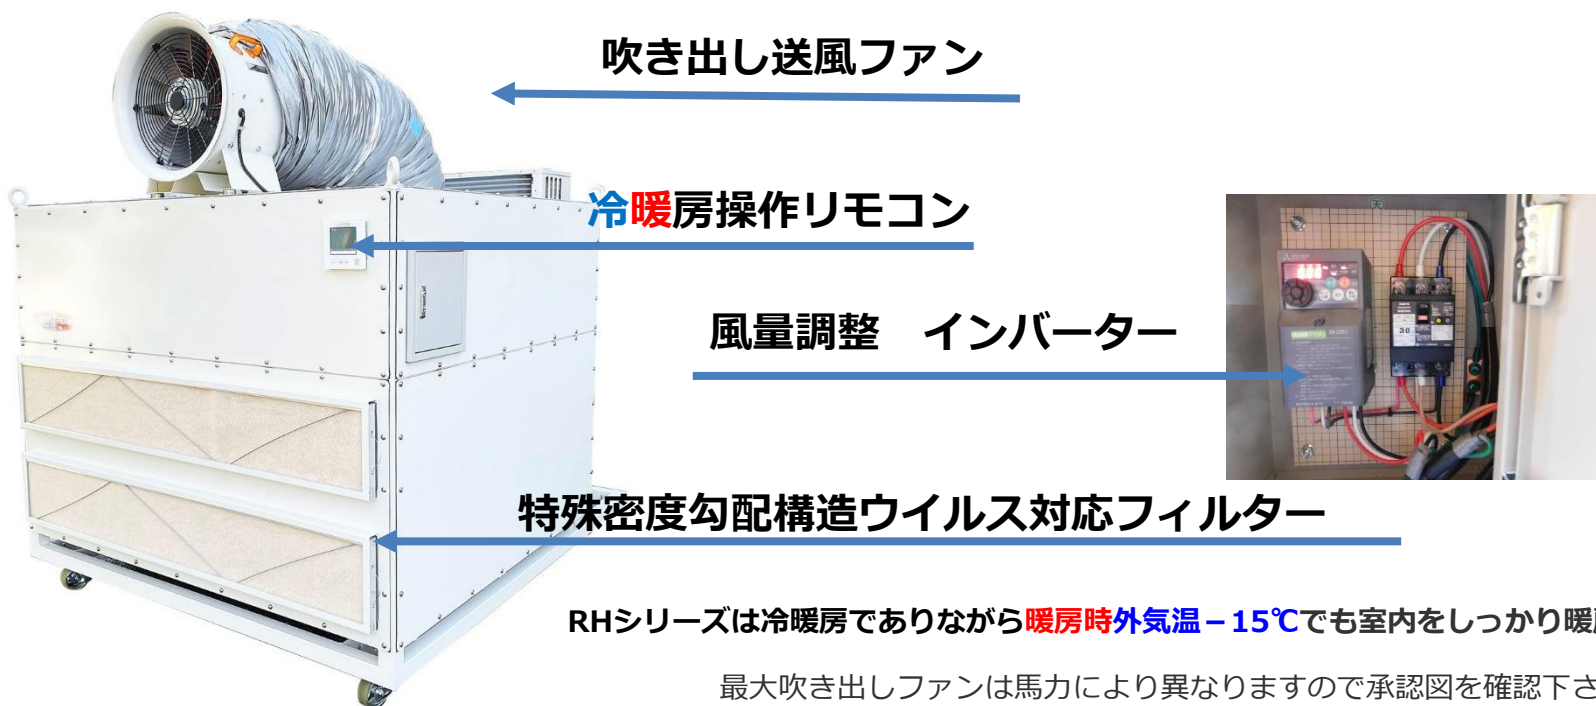 吹き出し送風ファン
冷暖房操作リモコン
風量調整　インバーター
特殊密度勾配構造ウイルス対応フィルター
RHシリーズは冷暖房でありながら暖房時外気温－15℃でも室内をしっかり暖
最大吹き出しファンは馬力により異なりますので承認図を確認下さ